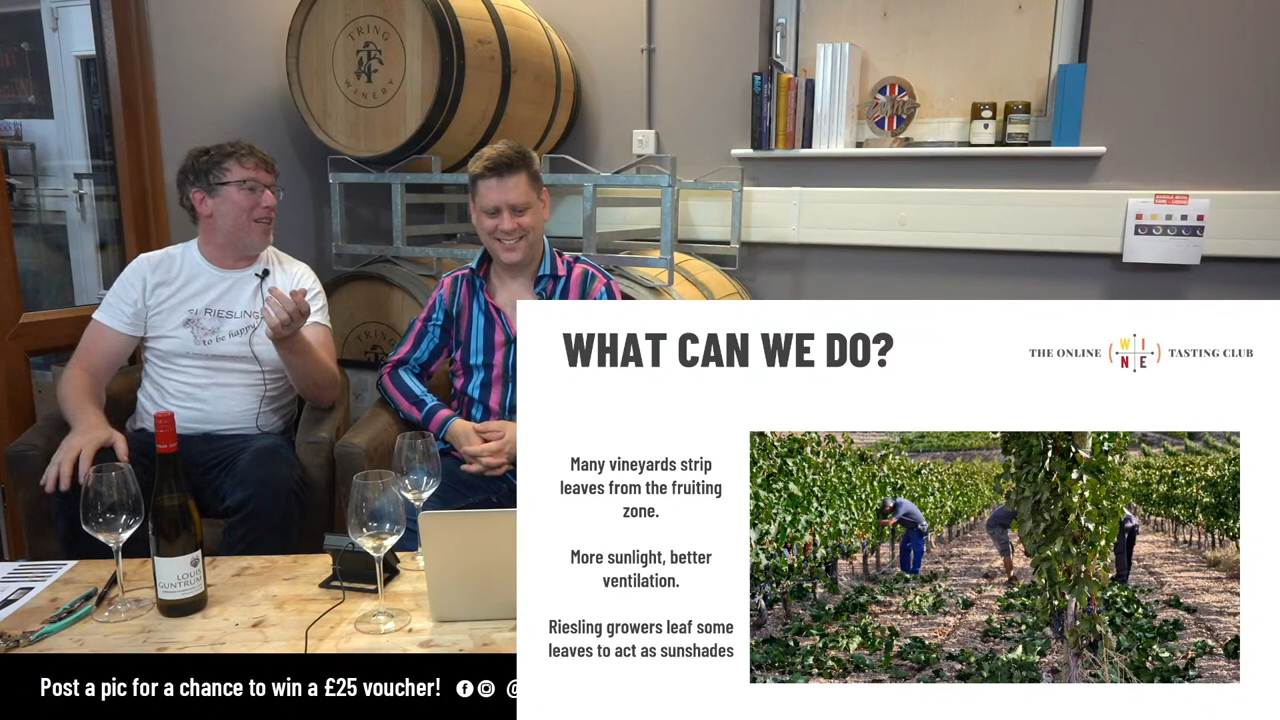 TRING
WINERY
RIESLING
to be happy
WHAT CAN WE DO?
THE ONLINE
WINE
TASTING CLUB
Many vineyards strip
leaves from the fruiting
zone.
More sunlight, better
ventilation.
Riesling growers leaf some
leaves to act as sunshades
LOUIS
GUNTRUM
Post a pic for a chance to win a £25 voucher!